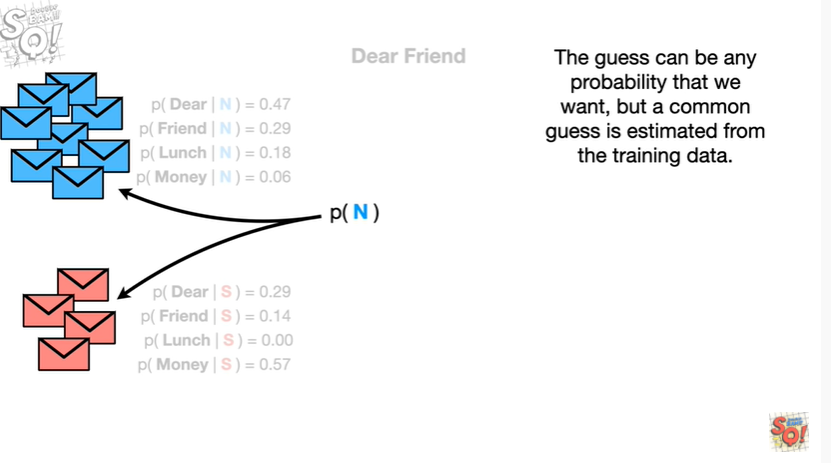 Dear Friend
The guess can be any
probability that we
want, but a common
guess is estimated from
the training data.
p( Dear | N ) = 0.47
p( Friend | N ) = 0.29
p( Lunch | N ) = 0.18
p( Money | N ) = 0.06
p( N )
p( Dear | S ) = 0.29
p( Friend | S ) = 0.14
p( Lunch | S ) = 0.00
p( Money | S ) = 0.57